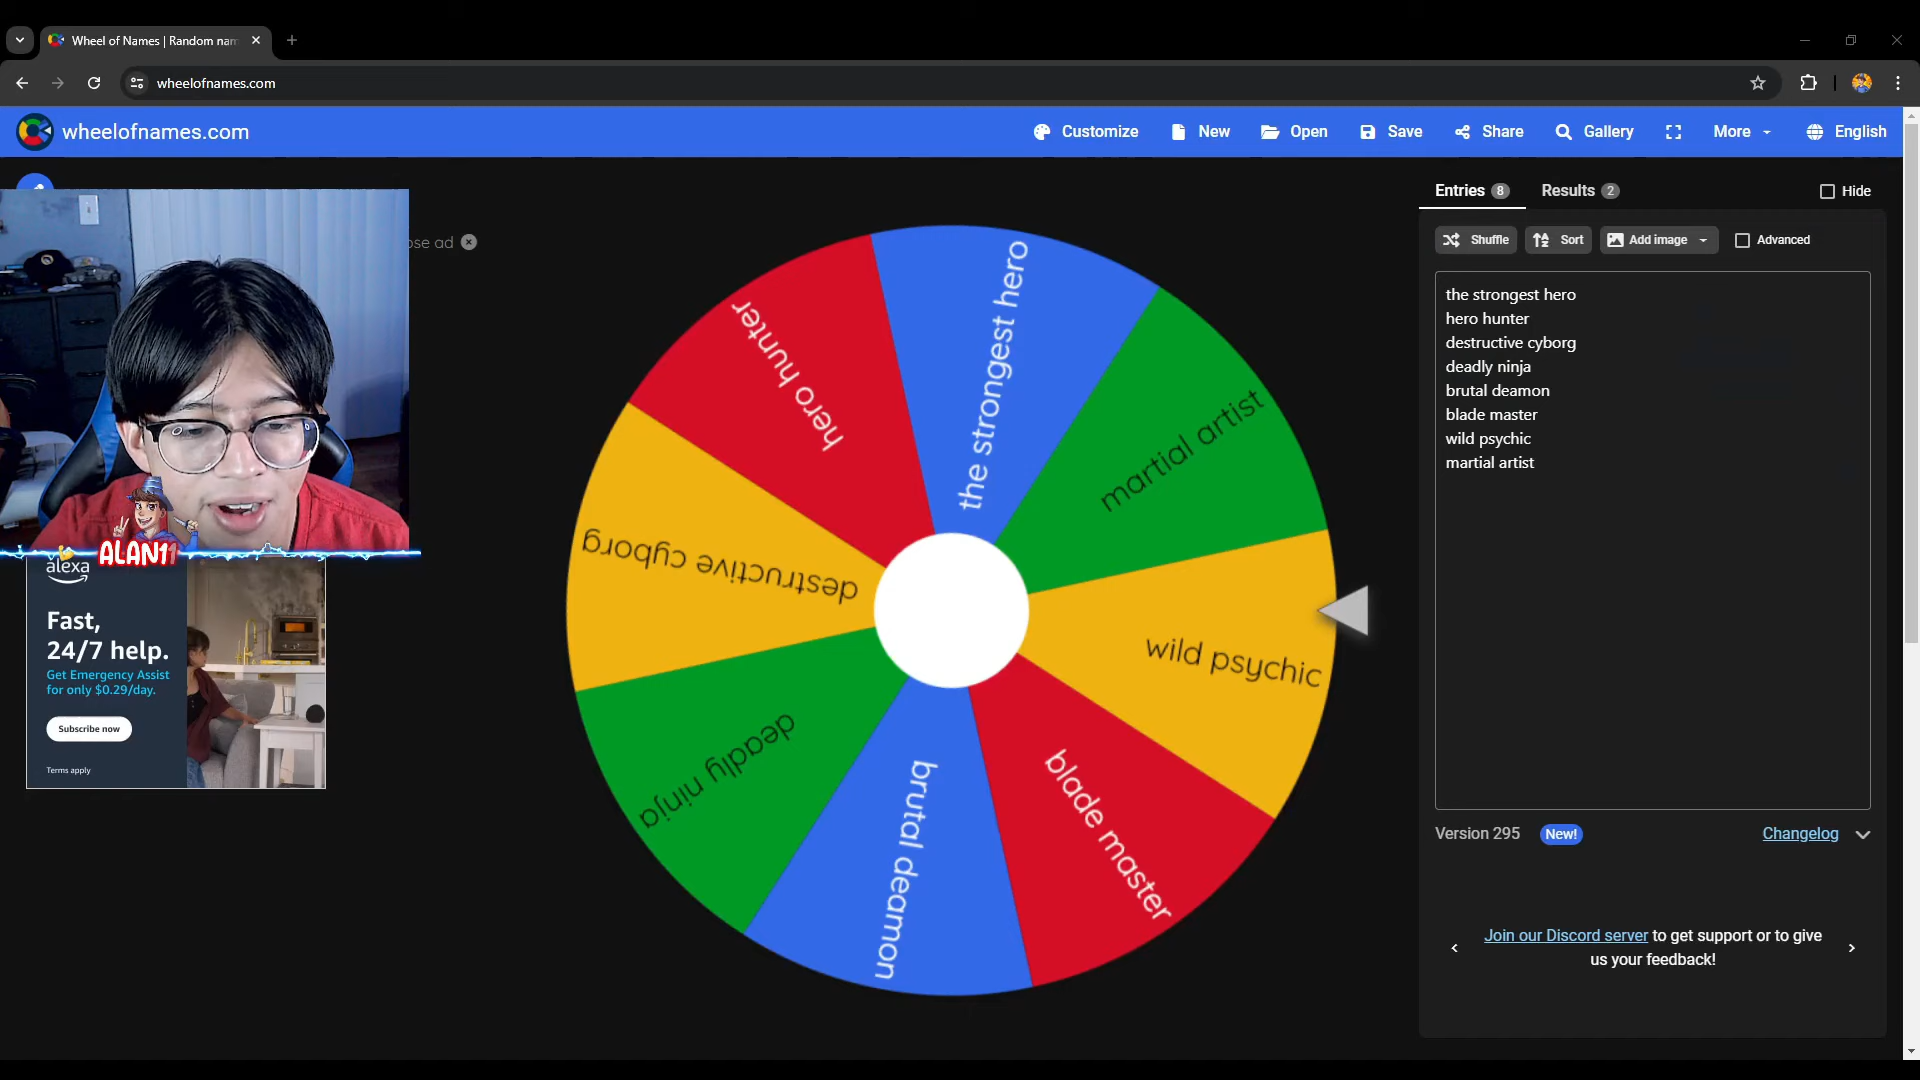 Wheel of Names | Random nam
wheelofnames.com
wheelofnames.com
Customize
New
Open
Save
Share
Gallery
More
English
ose ad
Entries 8
Results 2
Hide
Shuffle
Sort
Add image
Advanced
the strongest hero
hero hunter
destructive cyborg
deadly ninja
brutal deamon
blade master
wild psychic
martial artist
hero hunter
the strongest hero
martial artist
destructive cyborg
wild psychic
deadly ninja
brutal deamon
blade master
ALAN11
alexa
Fast,
24/7 help.
Get Emergency Assist
for only $0.29/day.
Subscribe now
Terms apply
Version 295
New!
Changelog
Join our Discord server to get support or to give
us your feedback!